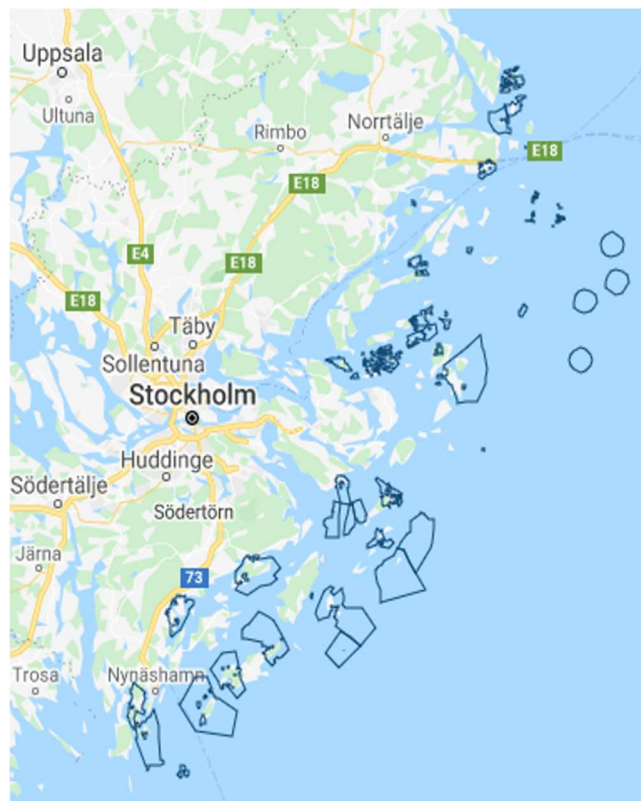 Uppsala
Ultuna
Rimbo
Norrtälje
E18
E18
E4
E18
E18
Täby
Sollentuna
Stockholm
Huddinge
Södertälje
Södertörn
Järna
73
Trosa
Nynäshamn